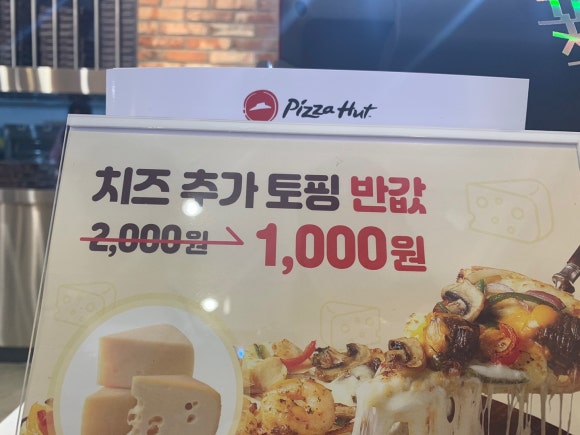 Pizza Hut
치즈 추가 토핑 반값
2,000원 1,000원